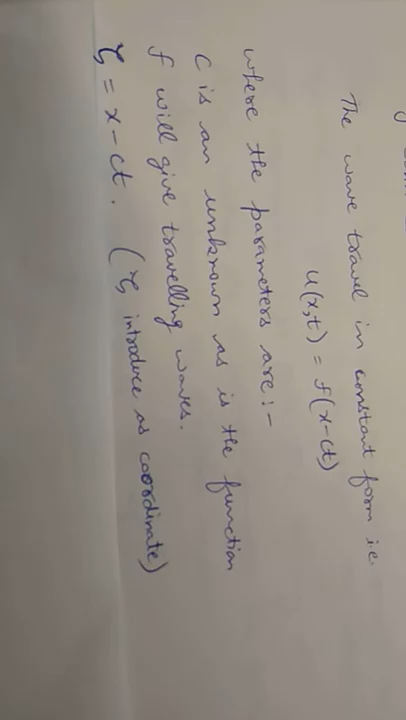 The wave travel in constant form i.e
u(x,t) = f(x-ct)
where the parameters are:-
C is an unknown as is the function
f will give travelling waves.
ζ = x-ct. (ζ introduce as coordinate)